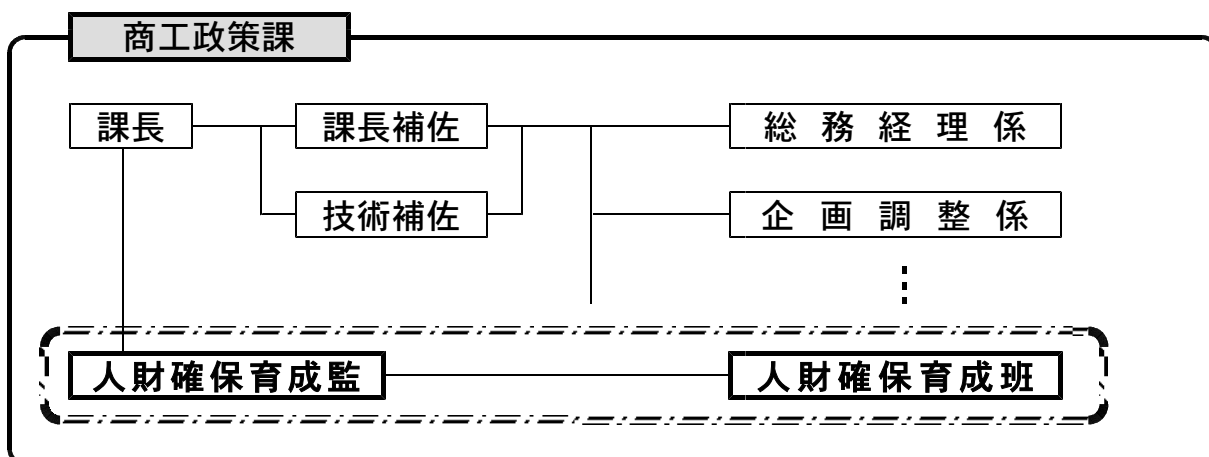 商工政策課
課長
課長補佐
総務経理係
技術補佐
企画調整係
人財確保育成監
人財確保育成班